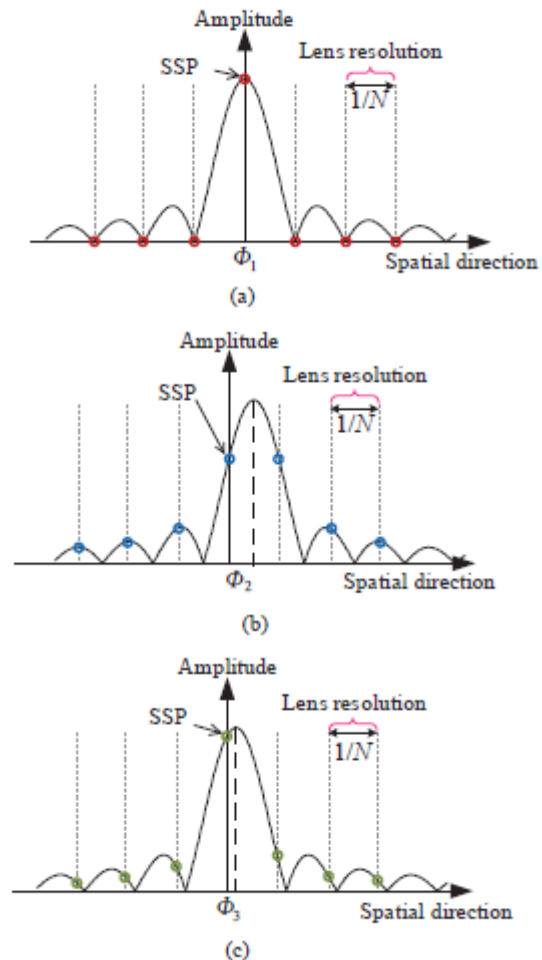 Amplitude
Lens resolution
SSP
1/N
Φ1
Spatial direction
(a)
Amplitude
Lens resolution
SSP
1/N
Φ2
Spatial direction
(b)
Amplitude
Lens resolution
SSP
1/N
Φ3
Spatial direction
(c)